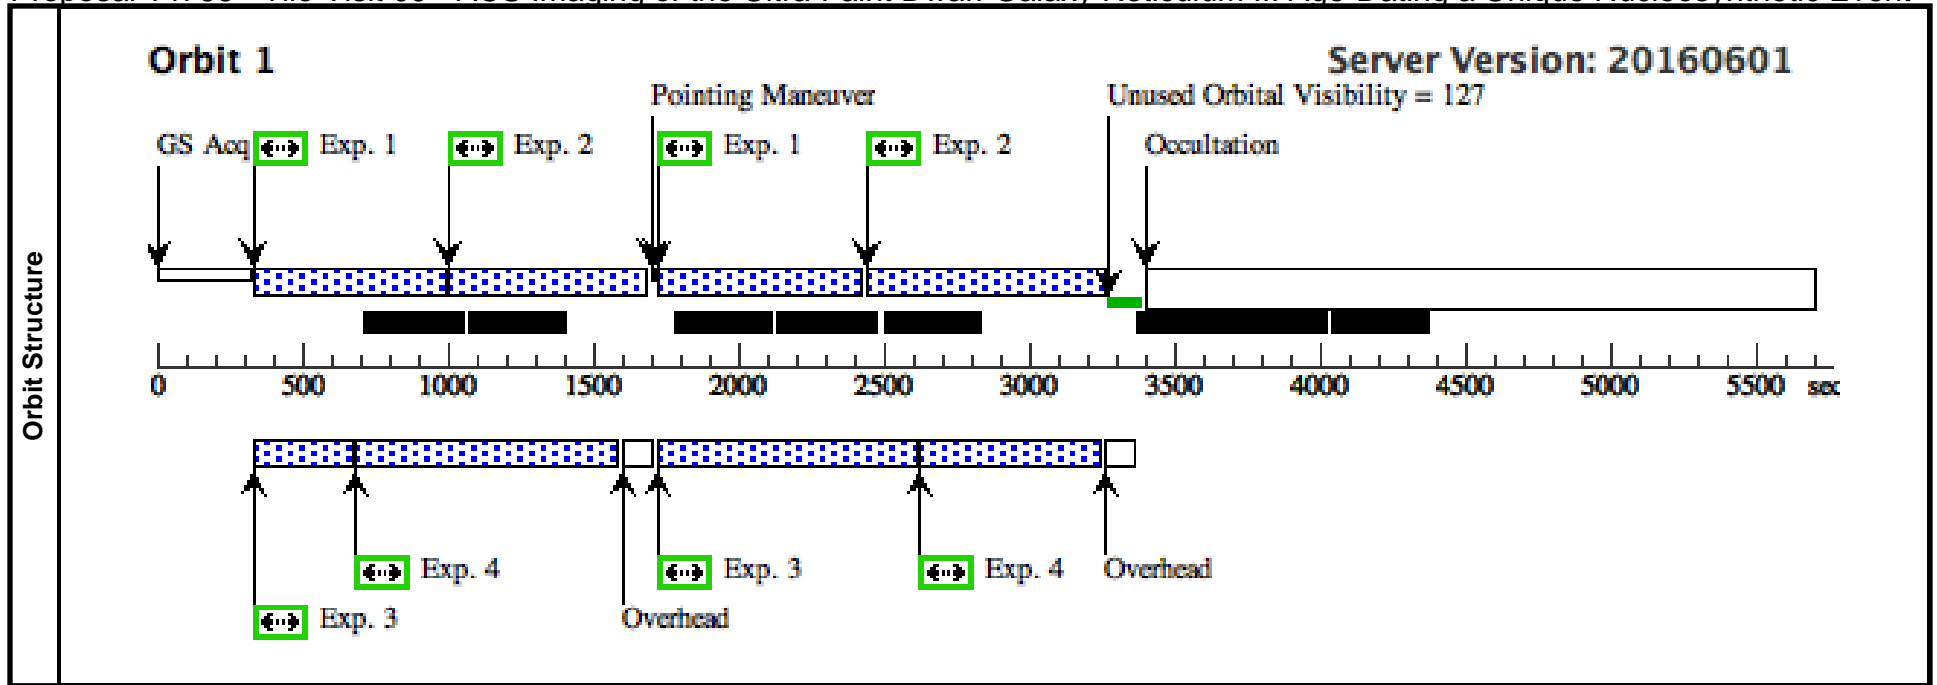 Orbit Structure
Orbit 1
Server Version: 20160601
Pointing Maneuver
Unused Orbital Visibility = 127
GS Acq
Exp. 1
Exp. 2
Exp. 1
Exp. 2
Occultation
0 500 1000 1500 2000 2500 3000 3500 4000 4500 5000 5500 sec
Exp. 4
Exp. 3
Exp. 4
Overhead
Exp. 3
Overhead